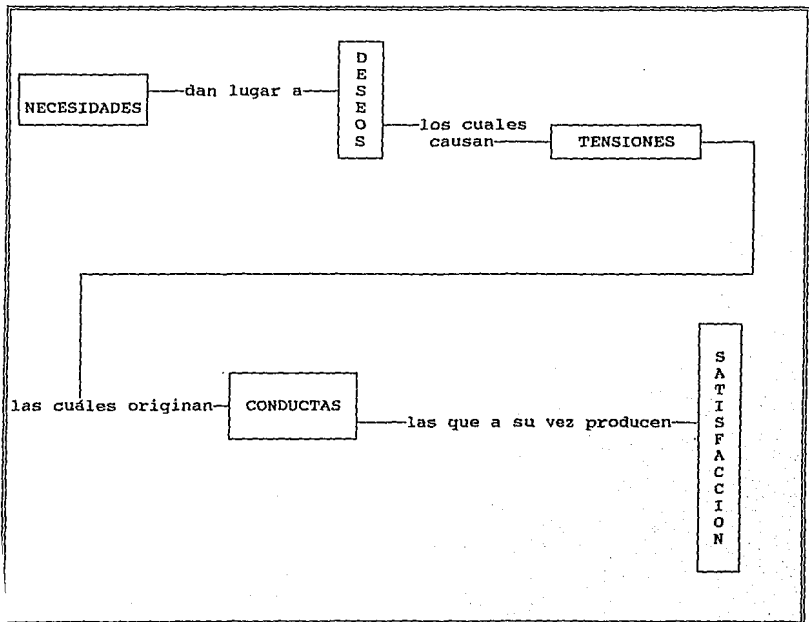 NECESIDADES
dan lugar a
DESEOS
los cuales
causan
TENSIONES
las cuáles originan
CONDUCTAS
las que a su vez producen
SATISFACCION